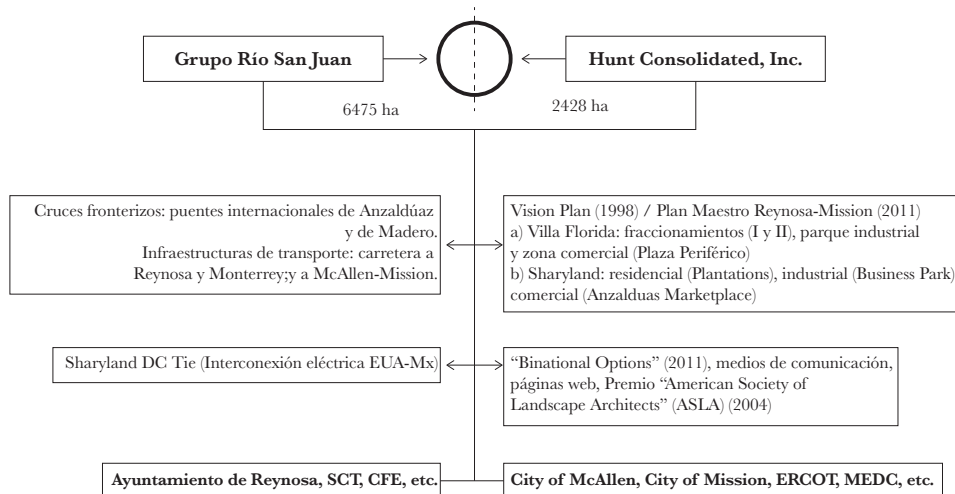 Grupo Río San Juan
Hunt Consolidated, Inc.
6475 ha
2428 ha
Cruces fronterizos: puentes internacionales de Anzaldúaz
y de Madero.
Infraestructuras de transporte: carretera a
Reynosa y Monterrey;y a McAllen-Mission.
Vision Plan (1998) / Plan Maestro Reynosa-Mission (2011)
a) Villa Florida: fraccionamientos (I y II), parque industrial
y zona comercial (Plaza Periférico)
b) Sharyland: residencial (Plantations), industrial (Business Park)
comercial (Anzalduas Marketplace)
Sharyland DC Tie (Interconexión eléctrica EUA-Mx)
“Binational Options” (2011), medios de comunicación,
páginas web, Premio “American Society of
Landscape Architects” (ASLA) (2004)
Ayuntamiento de Reynosa, SCT, CFE, etc.
City of McAllen, City of Mission, ERCOT, MEDC, etc.